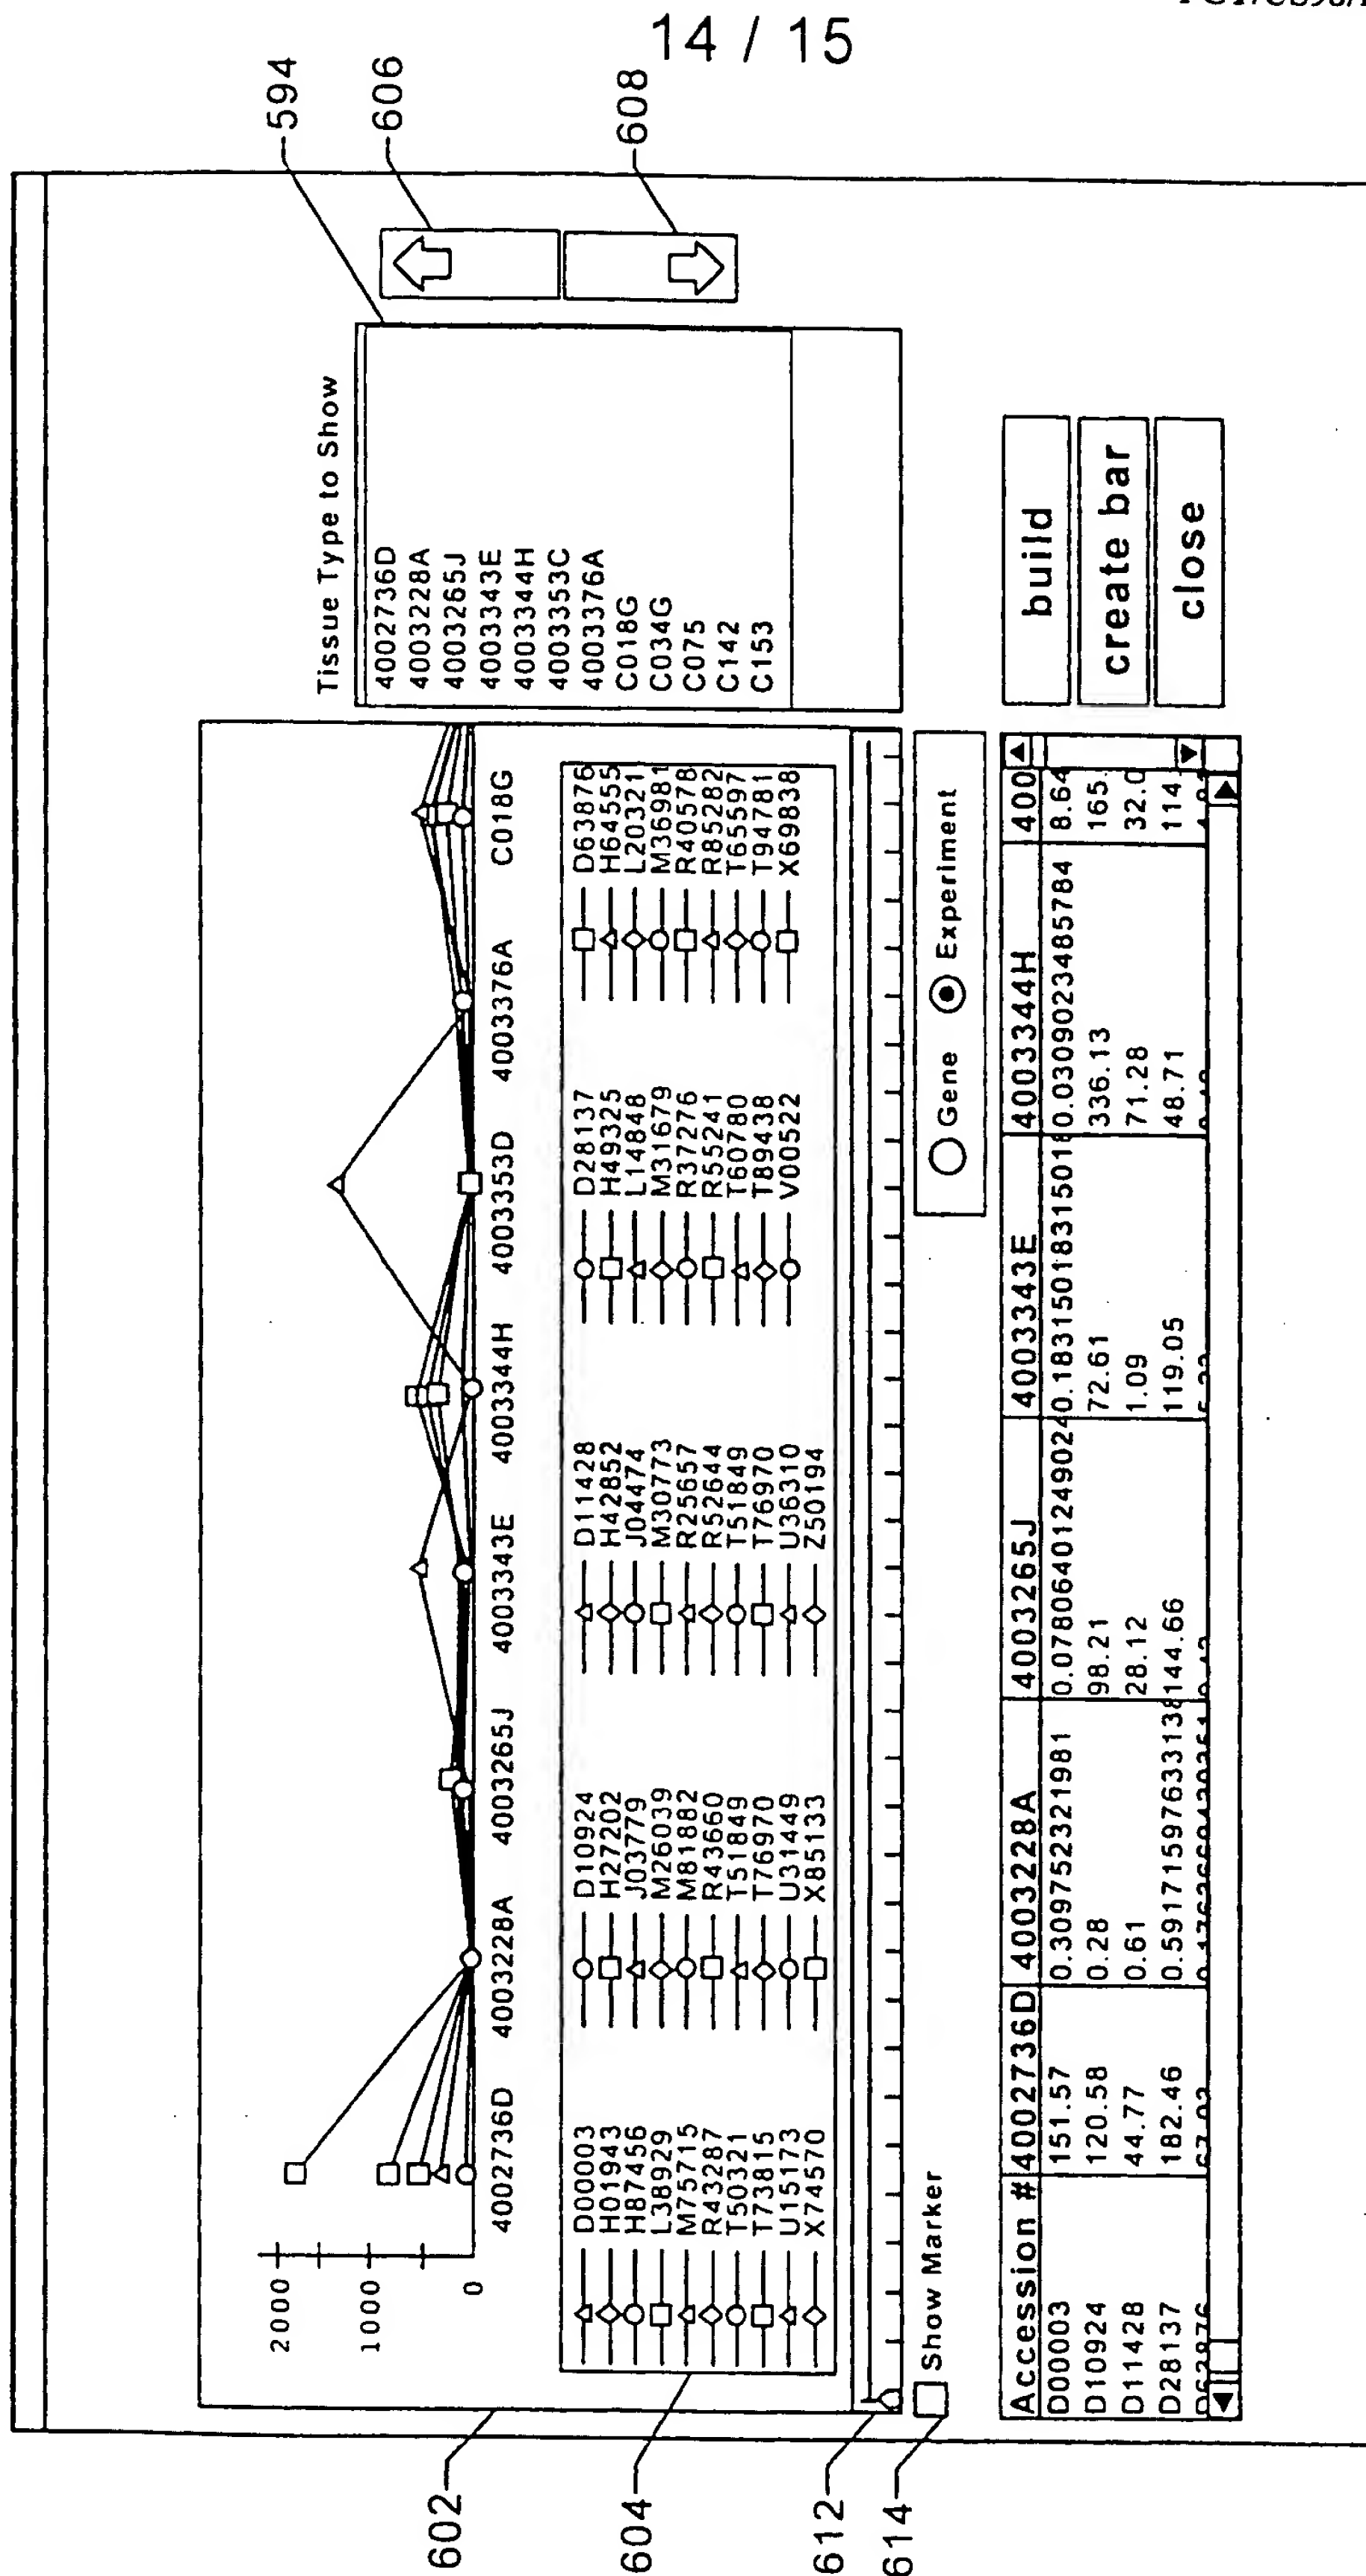 14 / 15
594
606
608
Tissue Type to Show
4002736D
4003228A
4003265J
4003343E
4003344H
4003353C
4003376A
C018G
C034G
C075
C142
C153
2000
1000
0
4002736D 4003228A 4003265J 4003343E 4003344H 4003353D 4003376A C018G
D00003 D10924 D11428 D28137 D63876
H01943 H27202 H42852 H49325 H64555
H87456 J03779 J04474 L14848 L20321
L38929 M26039 M30773 M31679 M36981
M75715 M81882 R25657 R37276 R40578
R43287 R43660 R52644 R55241 R85282
T50321 T51849 T51849 T60780 T65597
T73815 T76970 T76970 T89438 T94781
U15173 U31449 U36310 V00522 X69838
X74570 X85133 Z50194
602
604
612
614
Show Marker
Gene Experiment
build
create bar
close
Accession # 4002736D 4003228A 4003265J 4003343E 4003344H 400
D00003 151.57 0.309752321981 0.0780640124902 40.18315018315018 0.03090234857 84 8.64
D10924 120.58 0.28 98.21 72.61 336.13 165.
D11428 44.77 0.61 28.12 1.09 71.28 32.0
D28137 182.46 0.591715976331 38 144.66 119.05 48.71 114.
D63876